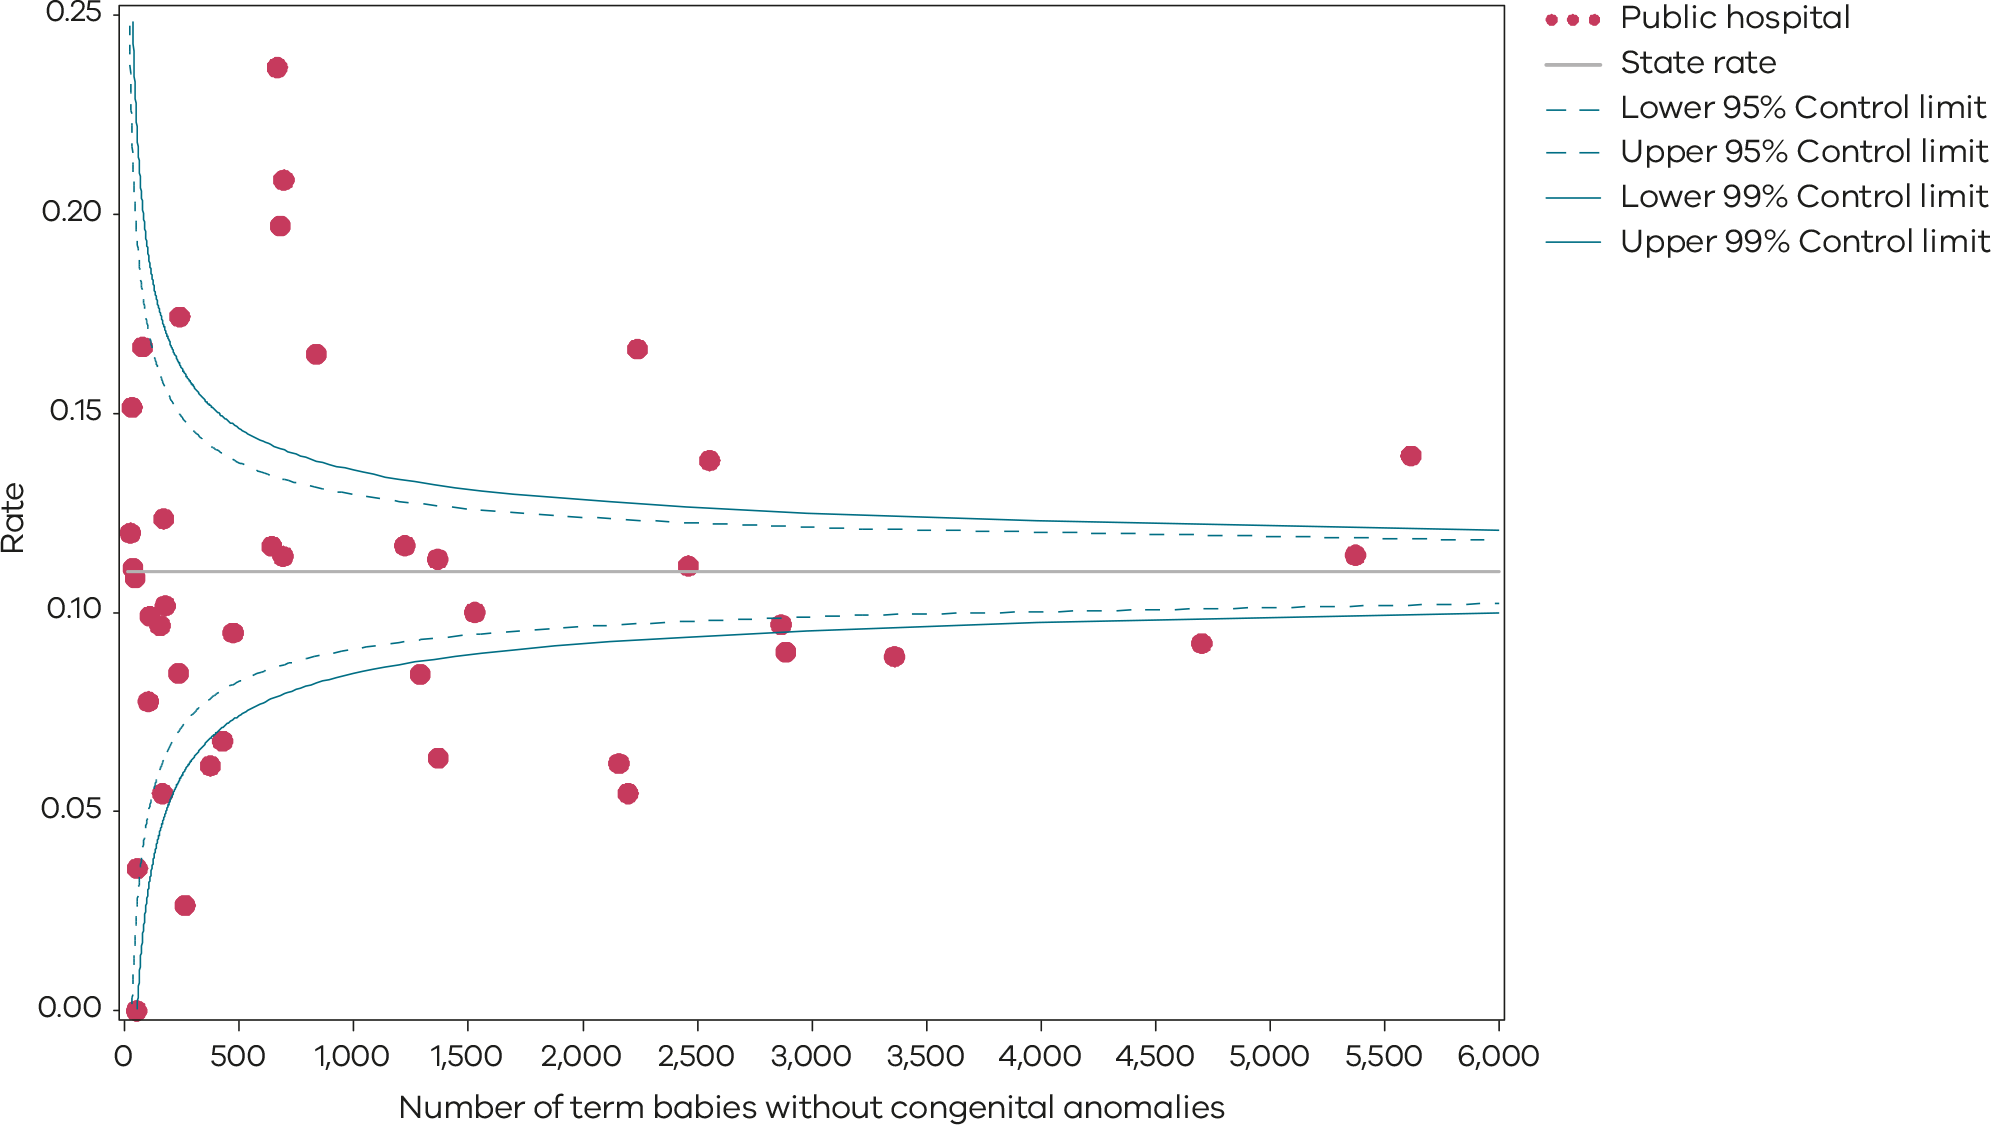 0.25
0.20
0.15
0.10
0.05
0.00
Rate
0 500 1,000 1,500 2,000 2,500 3,000 3,500 4,000 4,500 5,000 5,500 6,000
Number of term babies without congenital anomalies
Public hospital
State rate
Lower 95% Control limit
Upper 95% Control limit
Lower 99% Control limit
Upper 99% Control limit